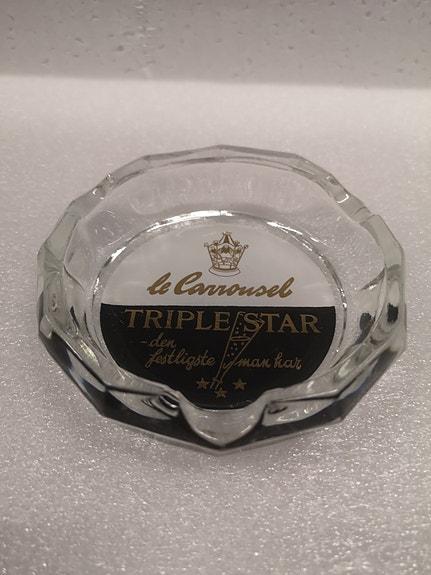 le Carrousel
TRIPLE STAR
- den
festligste man har